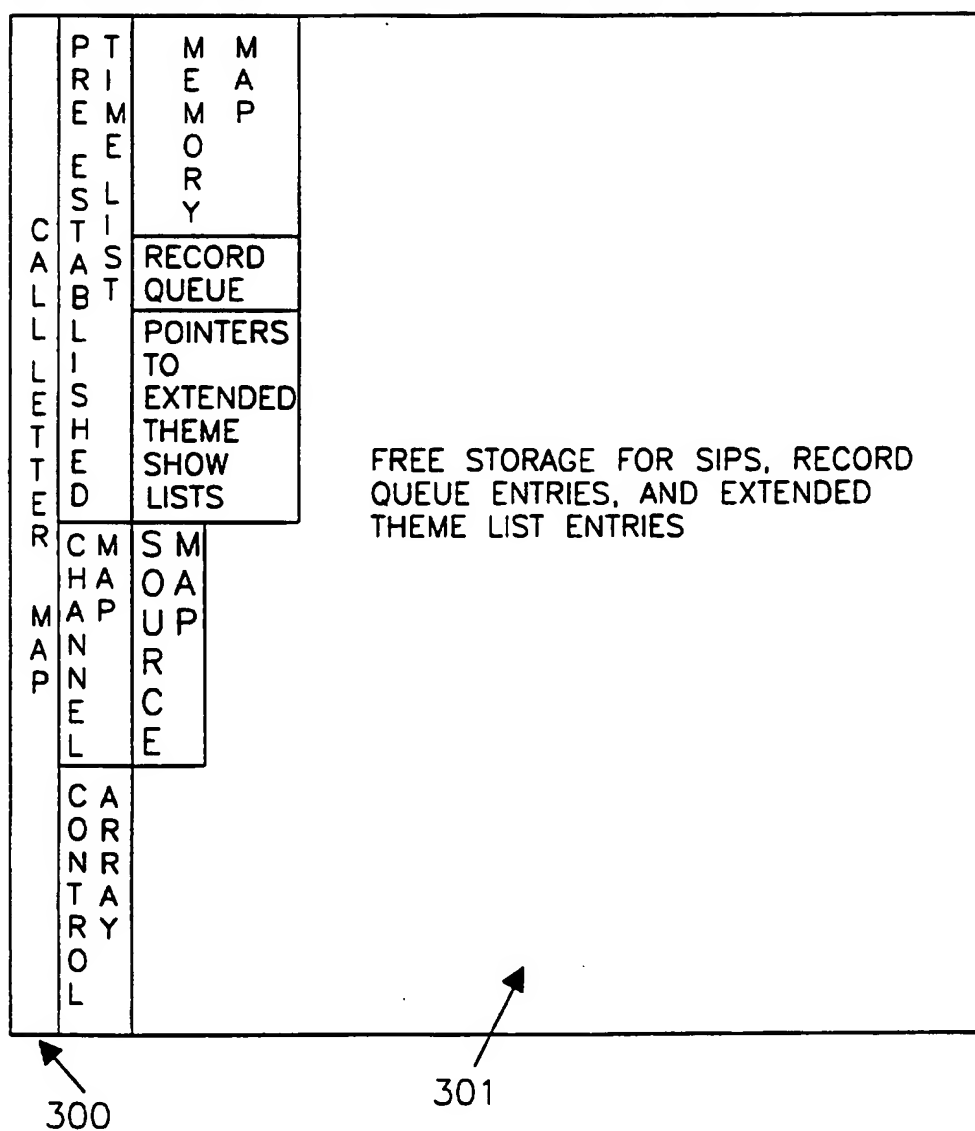 CALL LETTER MAP
PRE ESTABLISHED
TIME LIST
MEMORY
MAP
RECORD
QUEUE
POINTERS
TO
EXTENDED
THEME
SHOW
LISTS
CHANNEL
MAP
SOURCE
MAP
CONTROL
ARRAY
FREE STORAGE FOR SIPS, RECORD
QUEUE ENTRIES, AND EXTENDED
THEME LIST ENTRIES
300
301